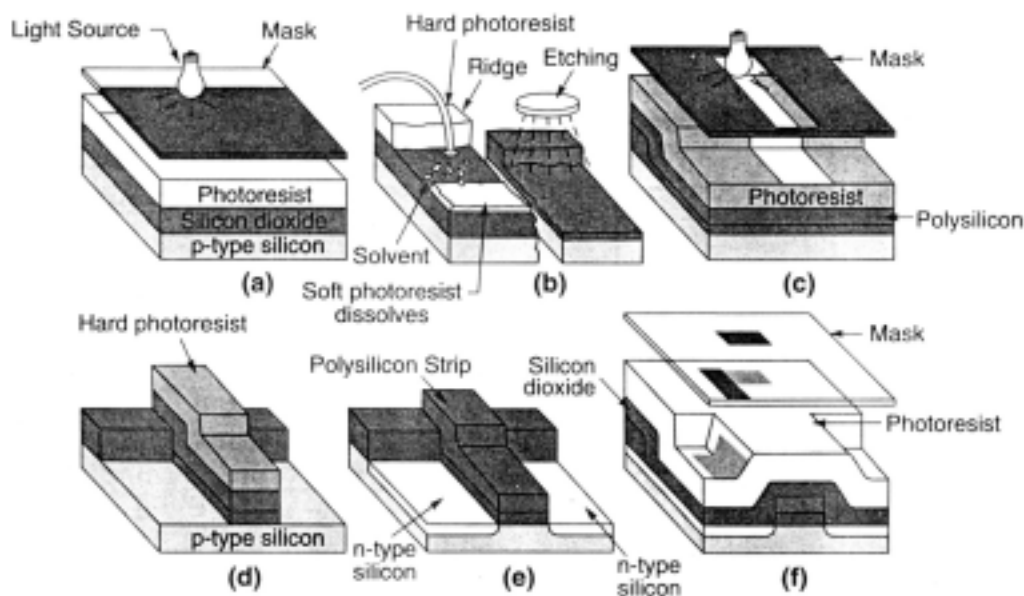 Light Source
Mask
Photoresist
Silicon dioxide
p-type silicon
(a)
Hard photoresist
Ridge
Etching
Solvent
(b)
Soft photoresist
dissolves
Mask
Photoresist
Polysilicon
(c)
Hard photoresist
p-type silicon
(d)
Polysilicon Strip
n-type
silicon
(e)
n-type
silicon
Silicon
dioxide
Mask
Photoresist
(f)